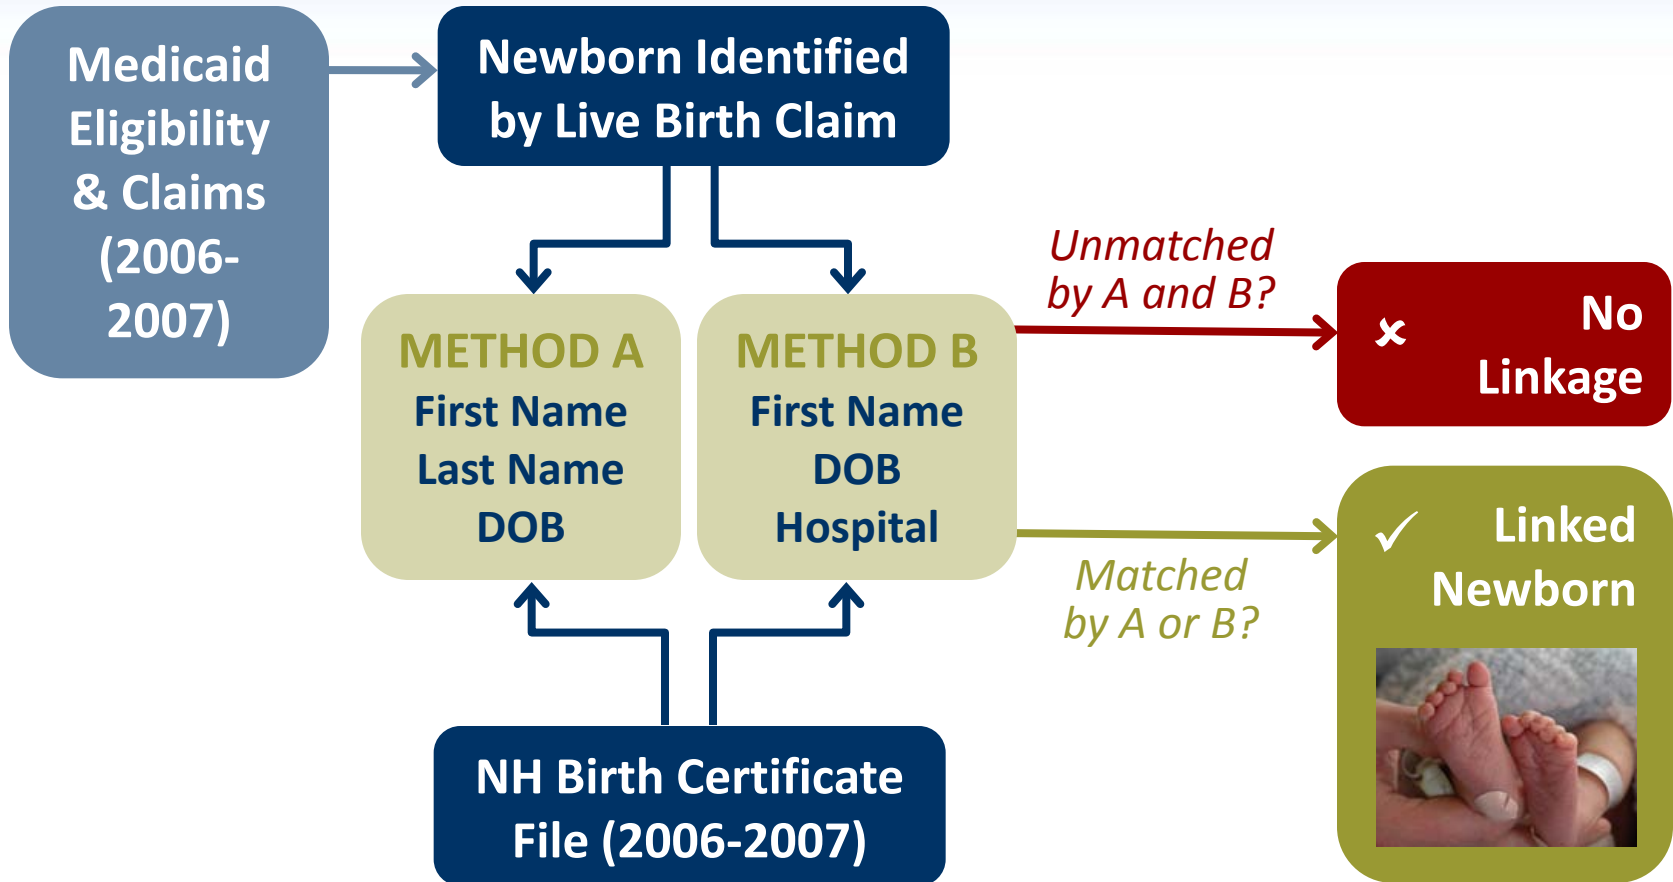 Medicaid
Eligibility
& Claims
(2006-
2007)
Newborn Identified
by Live Birth Claim
METHOD A
First Name
Last Name
DOB
METHOD B
First Name
DOB
Hospital
Unmatched
by A and B?
✘ No
Linkage
Matched
by A or B?
✓ Linked
Newborn
NH Birth Certificate
File (2006-2007)